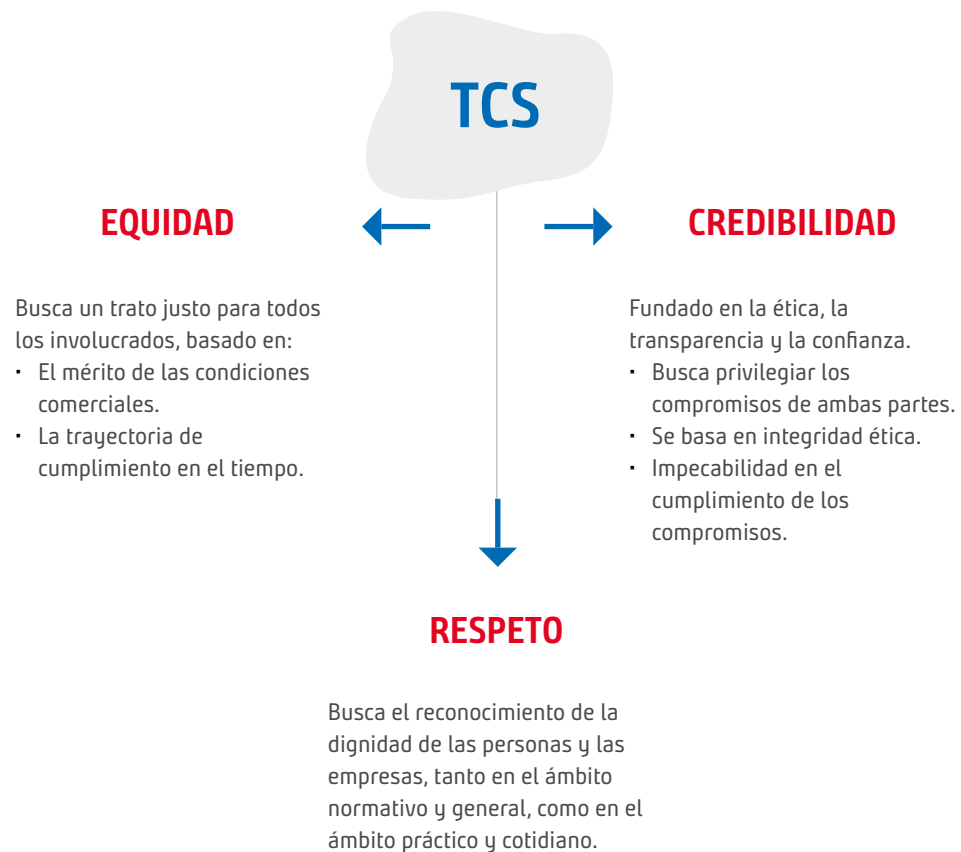 TCS
EQUIDAD
Busca un trato justo para todos
los involucrados, basado en:
· El mérito de las condiciones
comerciales.
· La trayectoria de
cumplimiento en el tiempo.
CREDIBILIDAD
Fundado en la ética, la
transparencia y la confianza.
· Busca privilegiar los
compromisos de ambas partes.
· Se basa en integridad ética.
· Impecabilidad en el
cumplimiento de los
compromisos.
RESPETO
Busca el reconocimiento de la
dignidad de las personas y las
empresas, tanto en el ámbito
normativo y general, como en el
ámbito práctico y cotidiano.